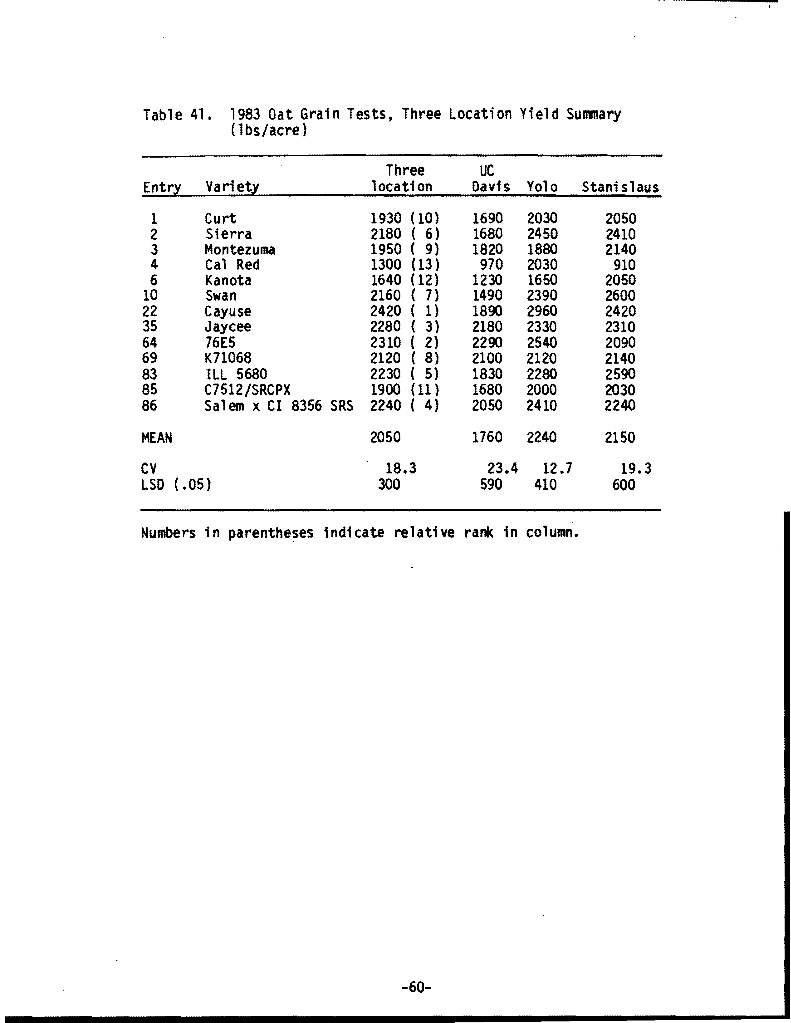 Table 41. 1983 Oat Grain Tests, Three Location Yield Summary
(lbs/acre)
Three UC
Entry Variety location Davis Yolo Stanislaus
1 Curt 1930 (10) 1690 2030 2050
2 Sierra 2180 ( 6) 1680 2450 2410
3 Montezuma 1950 ( 9) 1820 1880 2140
4 Cal Red 1300 (13) 970 2030 910
6 Kanota 1640 (12) 1230 1650 2050
10 Swan 2160 ( 7) 1490 2390 2600
22 Cayuse 2420 ( 1) 1890 2960 2420
35 Jaycee 2280 ( 3) 2180 2330 2310
64 76E5 2310 ( 2) 2290 2540 2090
69 K71068 2120 ( 8) 2100 2120 2140
83 ILL 5680 2230 ( 5) 1830 2280 2590
85 C7512/SRCPX 1900 (11) 1680 2000 2030
86 Salem x CI 8356 SRS 2240 ( 4) 2050 2410 2240
MEAN 2050 1760 2240 2150
CV 18.3 23.4 12.7 19.3
LSD (.05) 300 590 410 600
Numbers in parentheses indicate relative rank in column.
-60-